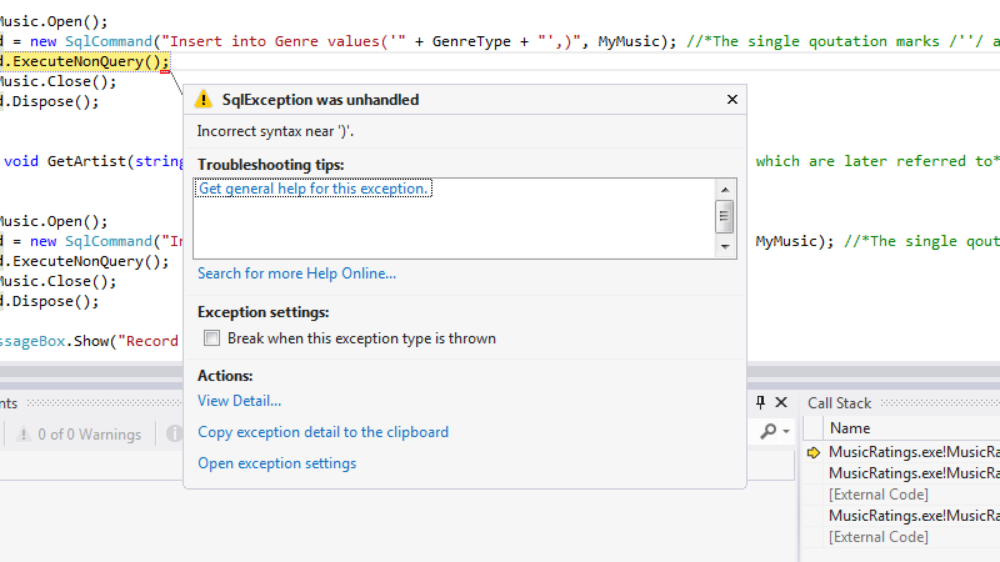 Music.Open();
d = new SqlCommand("Insert into Genre values('" + GenreType + "',)", MyMusic); //*The single qoutation marks /''/ a
d.ExecuteNonQuery();
Music.Close();
d.Dispose();
SqlException was unhandled
Incorrect syntax near ')'.
void GetArtist(string
which are later referred to*
Troubleshooting tips:
Get general help for this exception.
Music.Open();
d = new SqlCommand("In
MyMusic); //*The single qout
d.ExecuteNonQuery();
Music.Close();
d.Dispose();
Search for more Help Online...
Exception settings:
Break when this exception type is thrown
ssageBox.Show("Record
Actions:
View Detail...
Copy exception detail to the clipboard
Open exception settings
nts
0 of 0 Warnings
Call Stack
Name
MusicRatings.exe!MusicRa
MusicRatings.exe!MusicRa
[External Code]
MusicRatings.exe!MusicRa
[External Code]